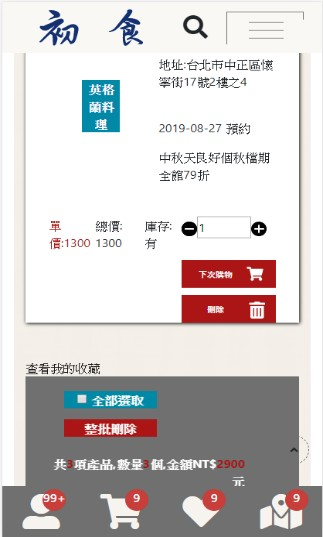 初 食
地址:台北市中正區懷
寧街17號2樓之4
英格
蘭料
理
2019-08-27 預約
中秋天良好個秋檔期
全館79折
單 總價: 庫存:
價:1300 1300 有
1
下次購物
刪除
查看我的收藏
全部選取
整批刪除
共3項產品,數量3個,金額NT$2900
元
99+ 9 9 9